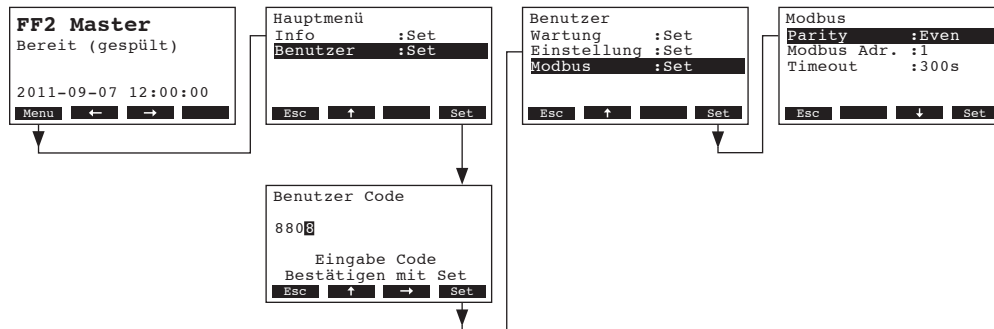 FF2 Master
Bereit (gespült)
2011-09-07 12:00:00
Menu ← →
Hauptmenü
Info :Set
Benutzer :Set
Esc ↑ Set
Benutzer Code
8808
Eingabe Code
Bestätigen mit Set
Esc ↑ → Set
Benutzer
Wartung :Set
Einstellung :Set
Modbus :Set
Esc ↑ Set
Modbus
Parity :Even
Modbus Adr. :1
Timeout :300s
Esc ↓ Set